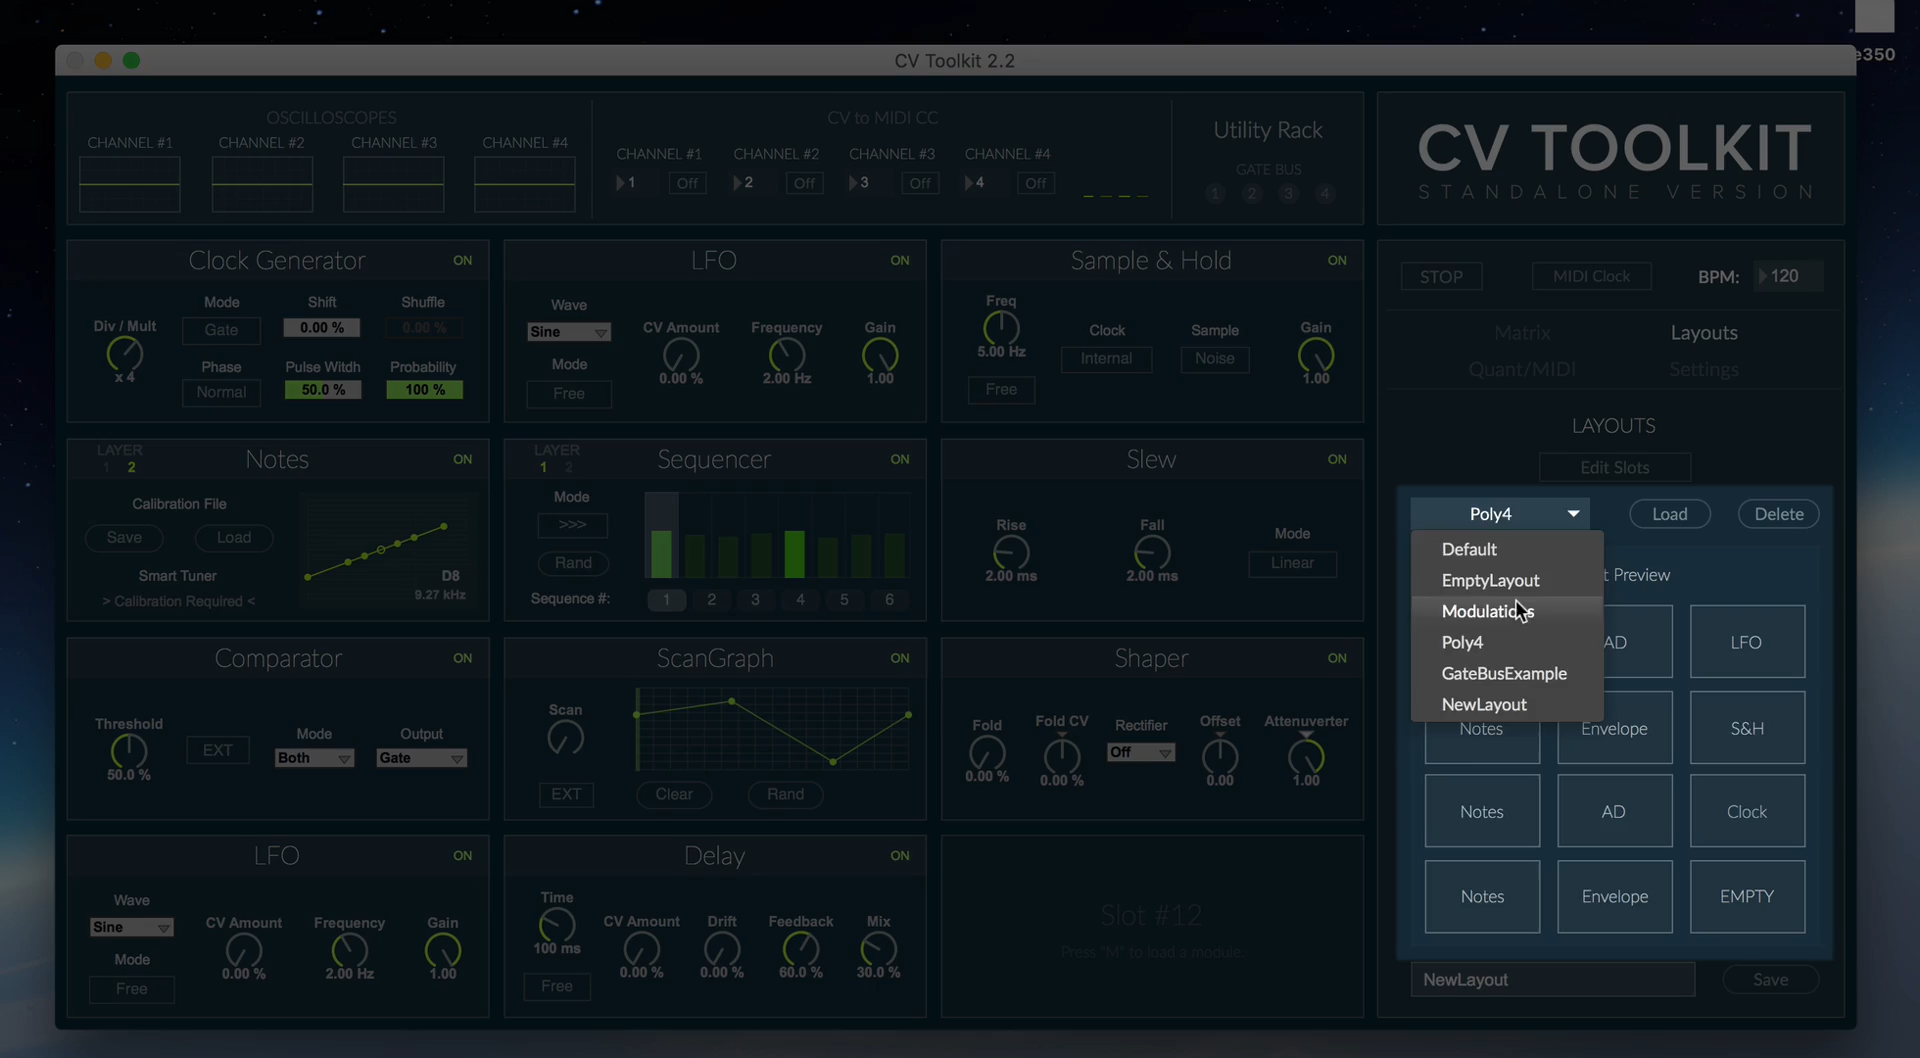 e350
CV Toolkit 2.2
OSCILLOSCOPES
CHANNEL #1 CHANNEL #2 CHANNEL #3 CHANNEL #4
CV to MIDI CC
CHANNEL #1 CHANNEL #2 CHANNEL #3 CHANNEL #4
1 Off 2 Off 3 Off 4 Off
Utility Rack
GATE BUS
1 2 3 4
CV TOOLKIT
STANDALONE VERSION
Clock Generator ON
Mode Shift Shuffle
Div / Mult Gate 0.00 % 0.00 %
Phase Pulse Witdh Probability
x 4 Normal 50.0 % 100 %
LFO ON
Wave
Sine CV Amount Frequency Gain
Mode
0.00 % 2.00 Hz 1.00
Free
Sample & Hold ON
Freq
5.00 Hz
Clock Sample Gain
Internal Noise
1.00
Free
STOP MIDI Clock BPM: 120
Matrix Layouts
Quant/MIDI Settings
LAYER
1 2
Notes ON
Calibration File
Save Load
Smart Tuner
> Calibration Required <
D8
9.27 kHz
LAYER
1 2
Sequencer ON
Mode
>>>
Rand
Sequence #: 1 2 3 4 5 6
Slew ON
Rise Fall Mode
2.00 ms 2.00 ms Linear
LAYOUTS
Edit Slots
Poly4 Load Delete
Default
EmptyLayout
Modulations
Poly4
GateBusExample
NewLayout
t Preview
AD LFO
Notes Envelope S&H
Notes AD Clock
Notes Envelope EMPTY
NewLayout Save
Comparator ON
Threshold Mode Output
50.0 % EXT Both Gate
ScanGraph ON
Scan
EXT Clear Rand
Shaper ON
Fold Fold CV Rectifier Offset Attenuverter
Off
0.00 % 0.00 % 0.00 1.00
LFO ON
Wave
Sine CV Amount Frequency Gain
Mode
0.00 % 2.00 Hz 1.00
Free
Delay ON
Time
100 ms
CV Amount Drift Feedback Mix
0.00 % 0.00 % 60.0 % 30.0 %
Free
Slot #12
Press "M" to load a module.